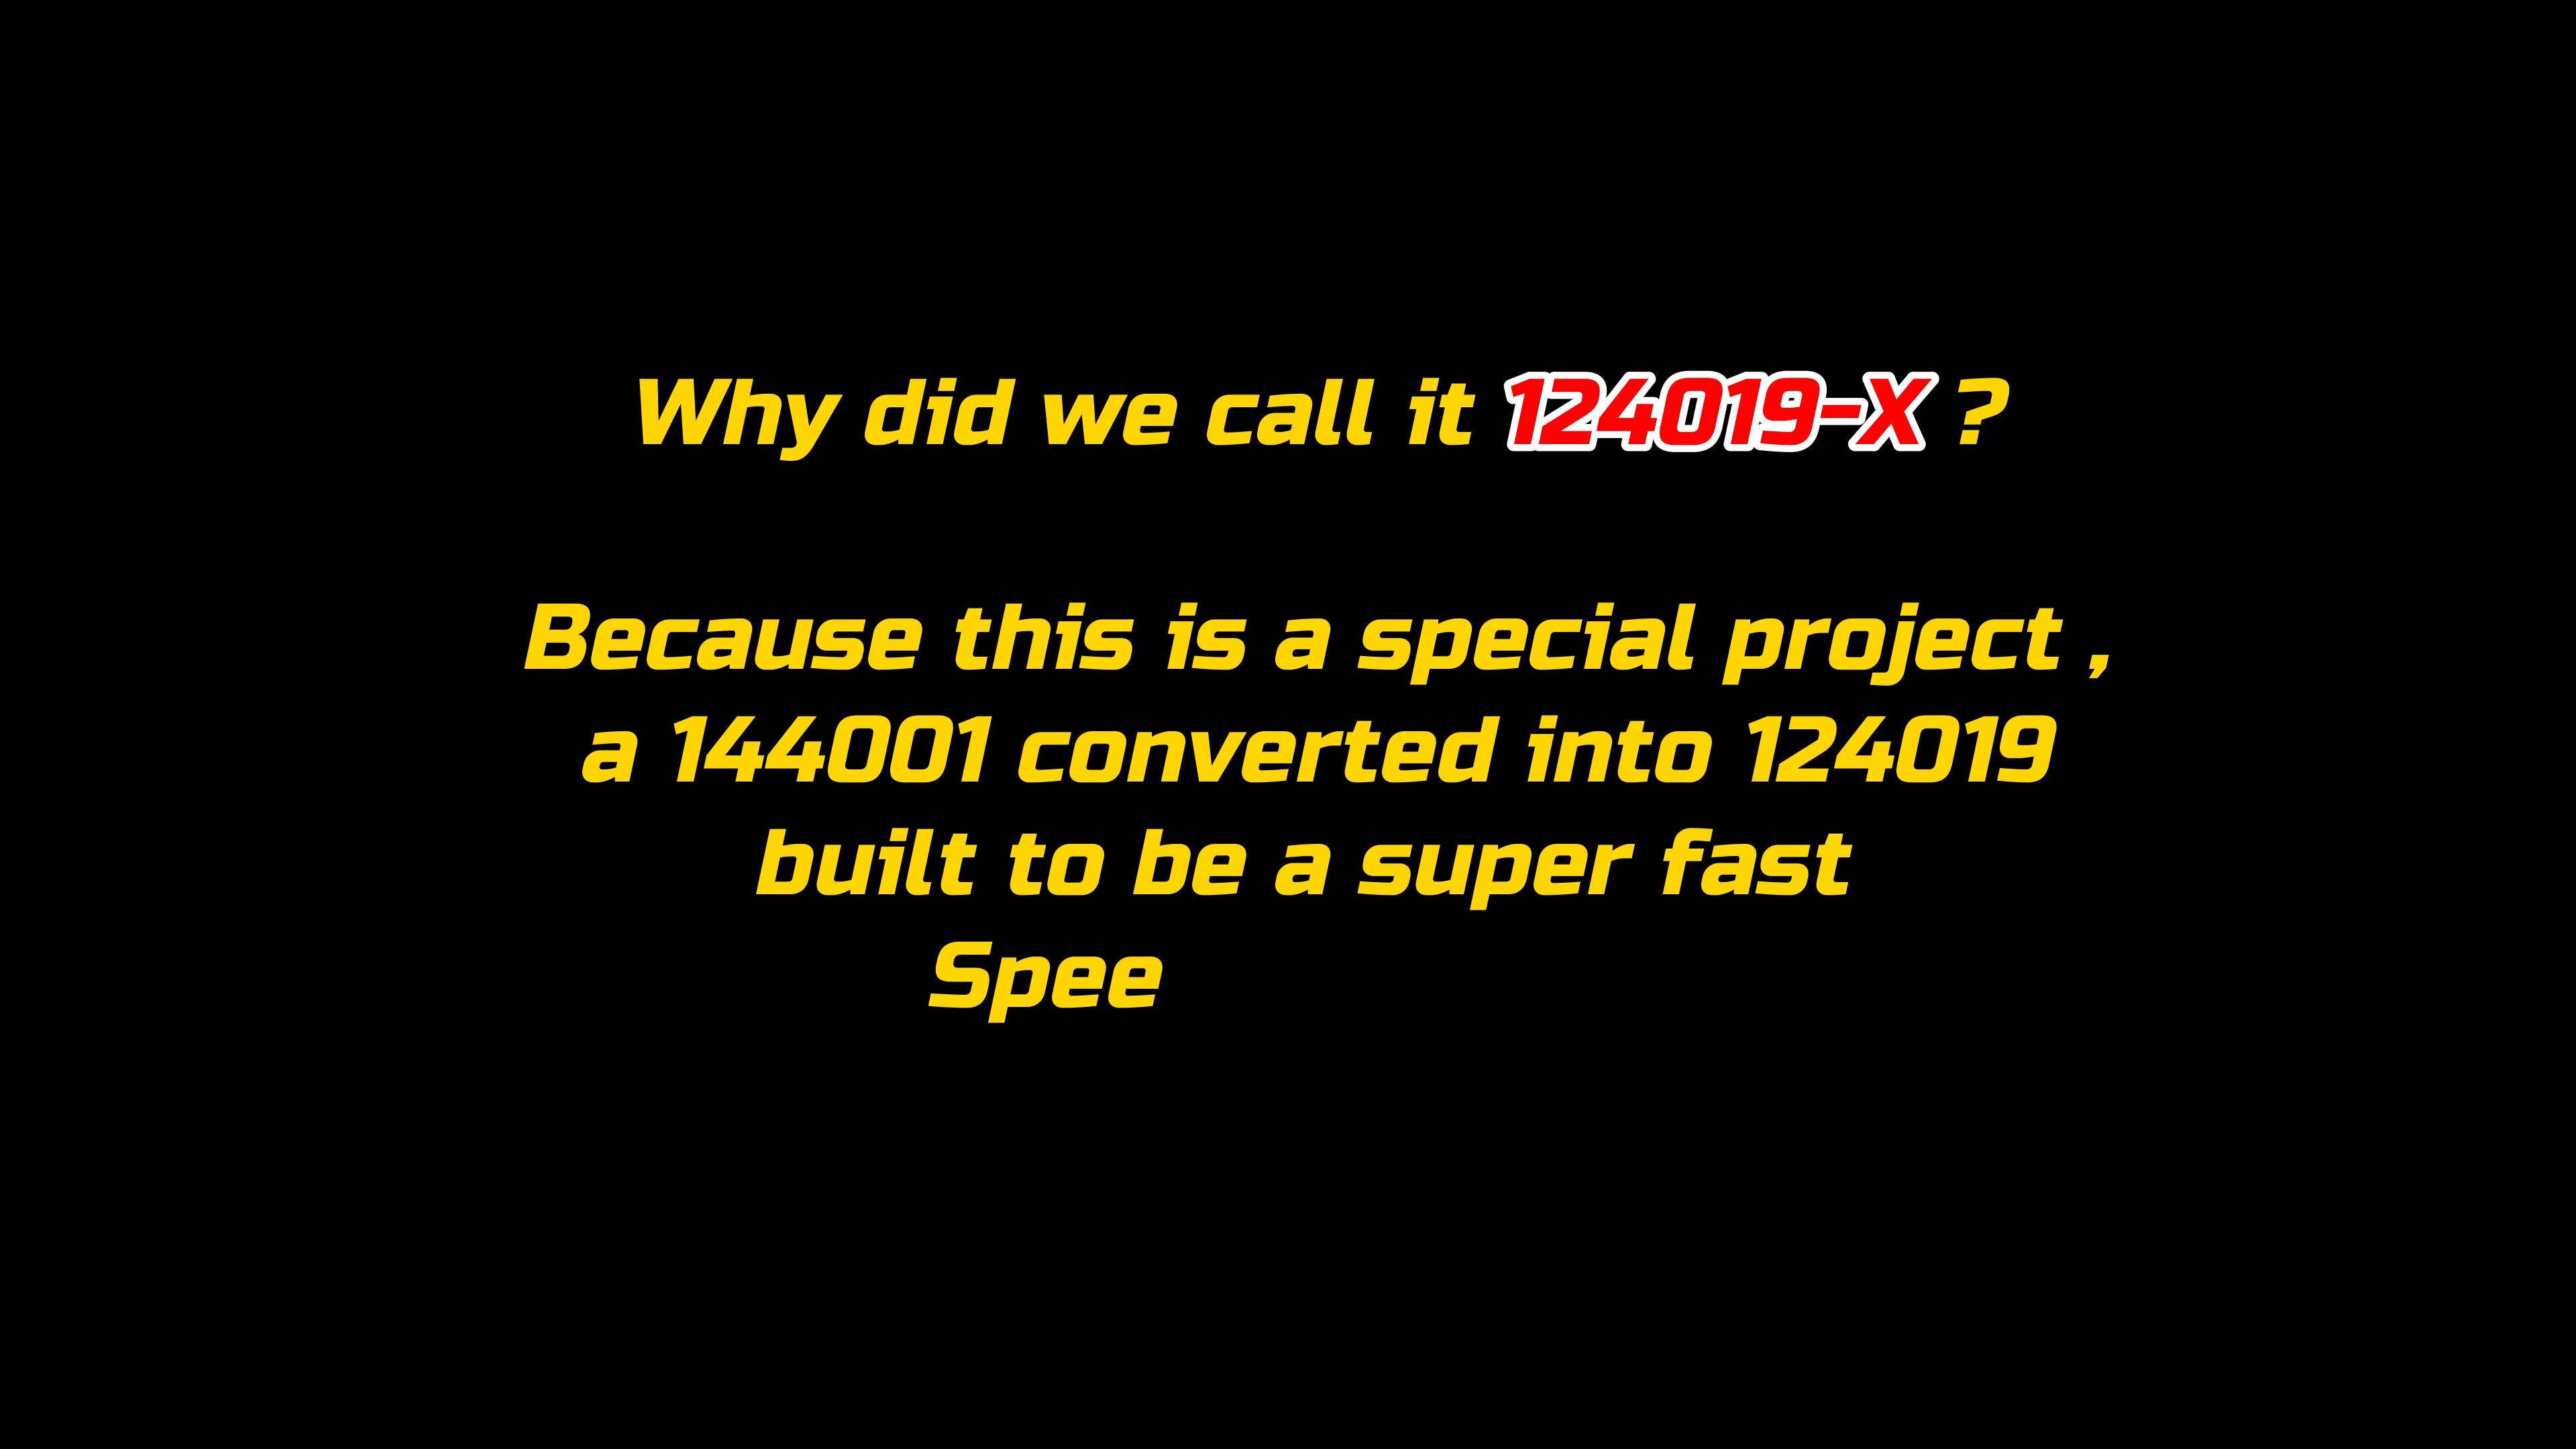 Why did we call it 124019-X ?
Because this is a special project ,
a 144001 converted into 124019
built to be a super fast
Spee